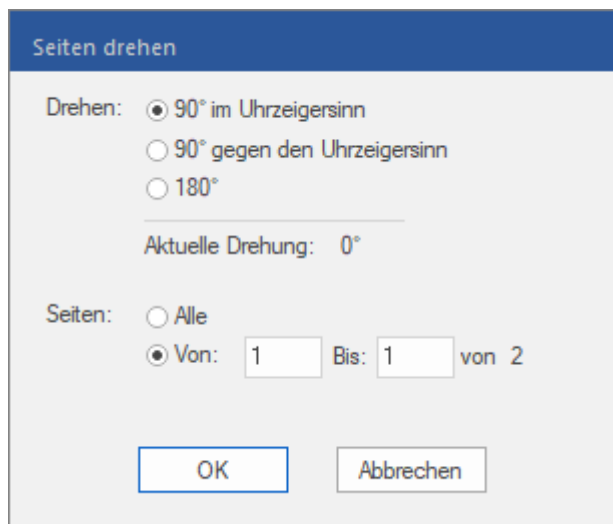 Seiten drehen
Drehen: 90° im Uhrzeigersinn
90° gegen den Uhrzeigersinn
180°
Aktuelle Drehung: 0°
Seiten: Alle
Von: 1 Bis: 1 von 2
OK Abbrechen